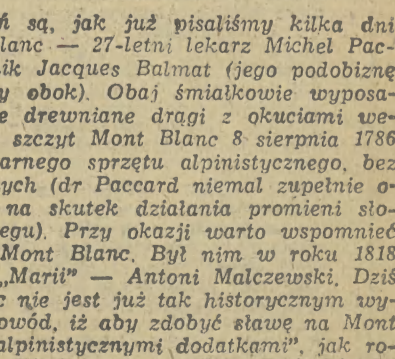 ń są, jak już pisaliśmy kilka dni
lanc — 27-letni lekarz Michel Pac-
ik Jacques Balmat (jego podobiznę
y obok). Obaj śmiałkowie wyposa-
e drewniane drągi z okuciami we-
szczyt Mont Blanc 8 sierpnia 1786
arnego sprzętu alpinistycznego, bez
ych (dr Paccard niemal zupełnie o-
na skutek działania promieni sło-
egu). Przy okazji warto wspomnieć
Mont Blanc. Był nim w roku 1818
„Marii” — Antoni Malczewski. Dziś
c nie jest już tak historycznym wy-
owód, iż aby zdobyć sławę na Mont
alpinistycznymi dodatkami”, jak ro-